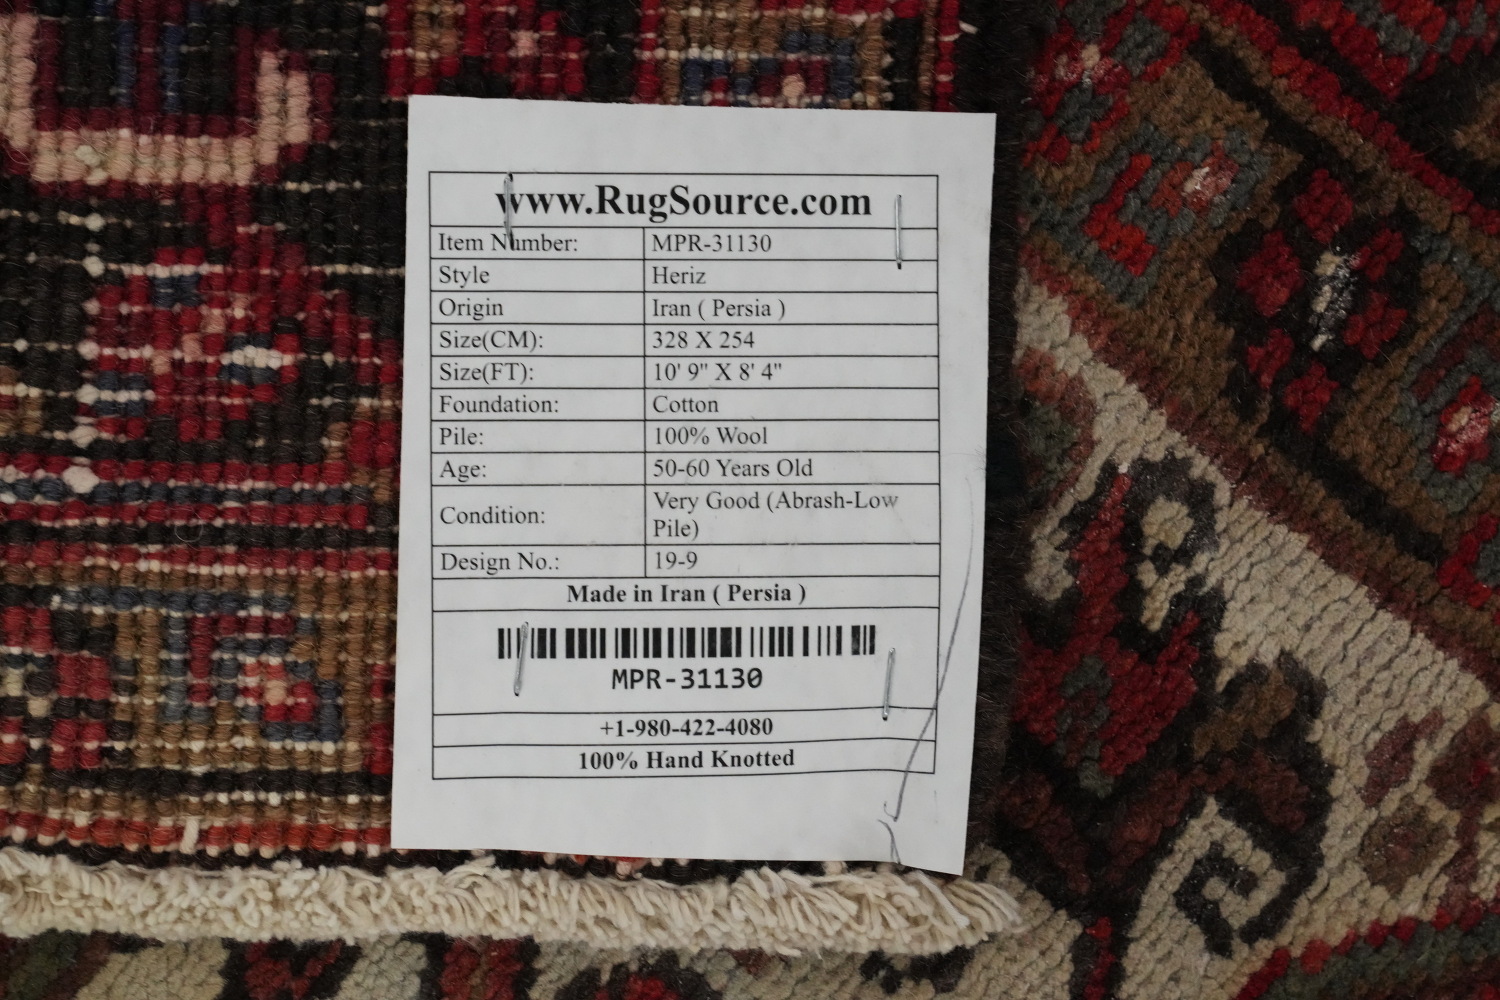 www.RugSource.com
Item Number: MPR-31130
Style Heriz
Origin Iran ( Persia )
Size(CM): 328 X 254
Size(FT): 10' 9" X 8' 4"
Foundation: Cotton
Pile: 100% Wool
Age: 50-60 Years Old
Condition: Very Good (Abrash-Low
Pile)
Design No.: 19-9
Made in Iran ( Persia )
MPR-31130
+1-980-422-4080
100% Hand Knotted